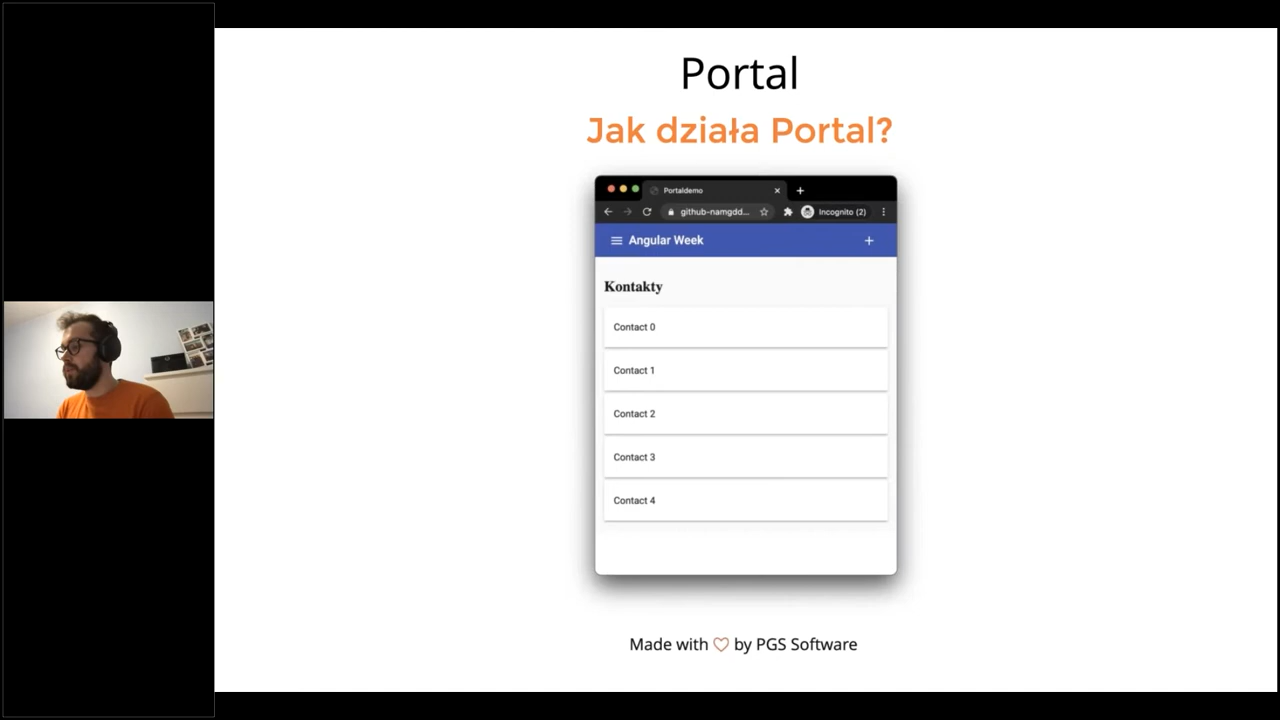 Portal
Jak działa Portal?
Portaldemo
github-namgdd...
Incognito (2)
Angular Week
Kontakty
Contact 0
Contact 1
Contact 2
Contact 3
Contact 4
Made with ♡ by PGS Software